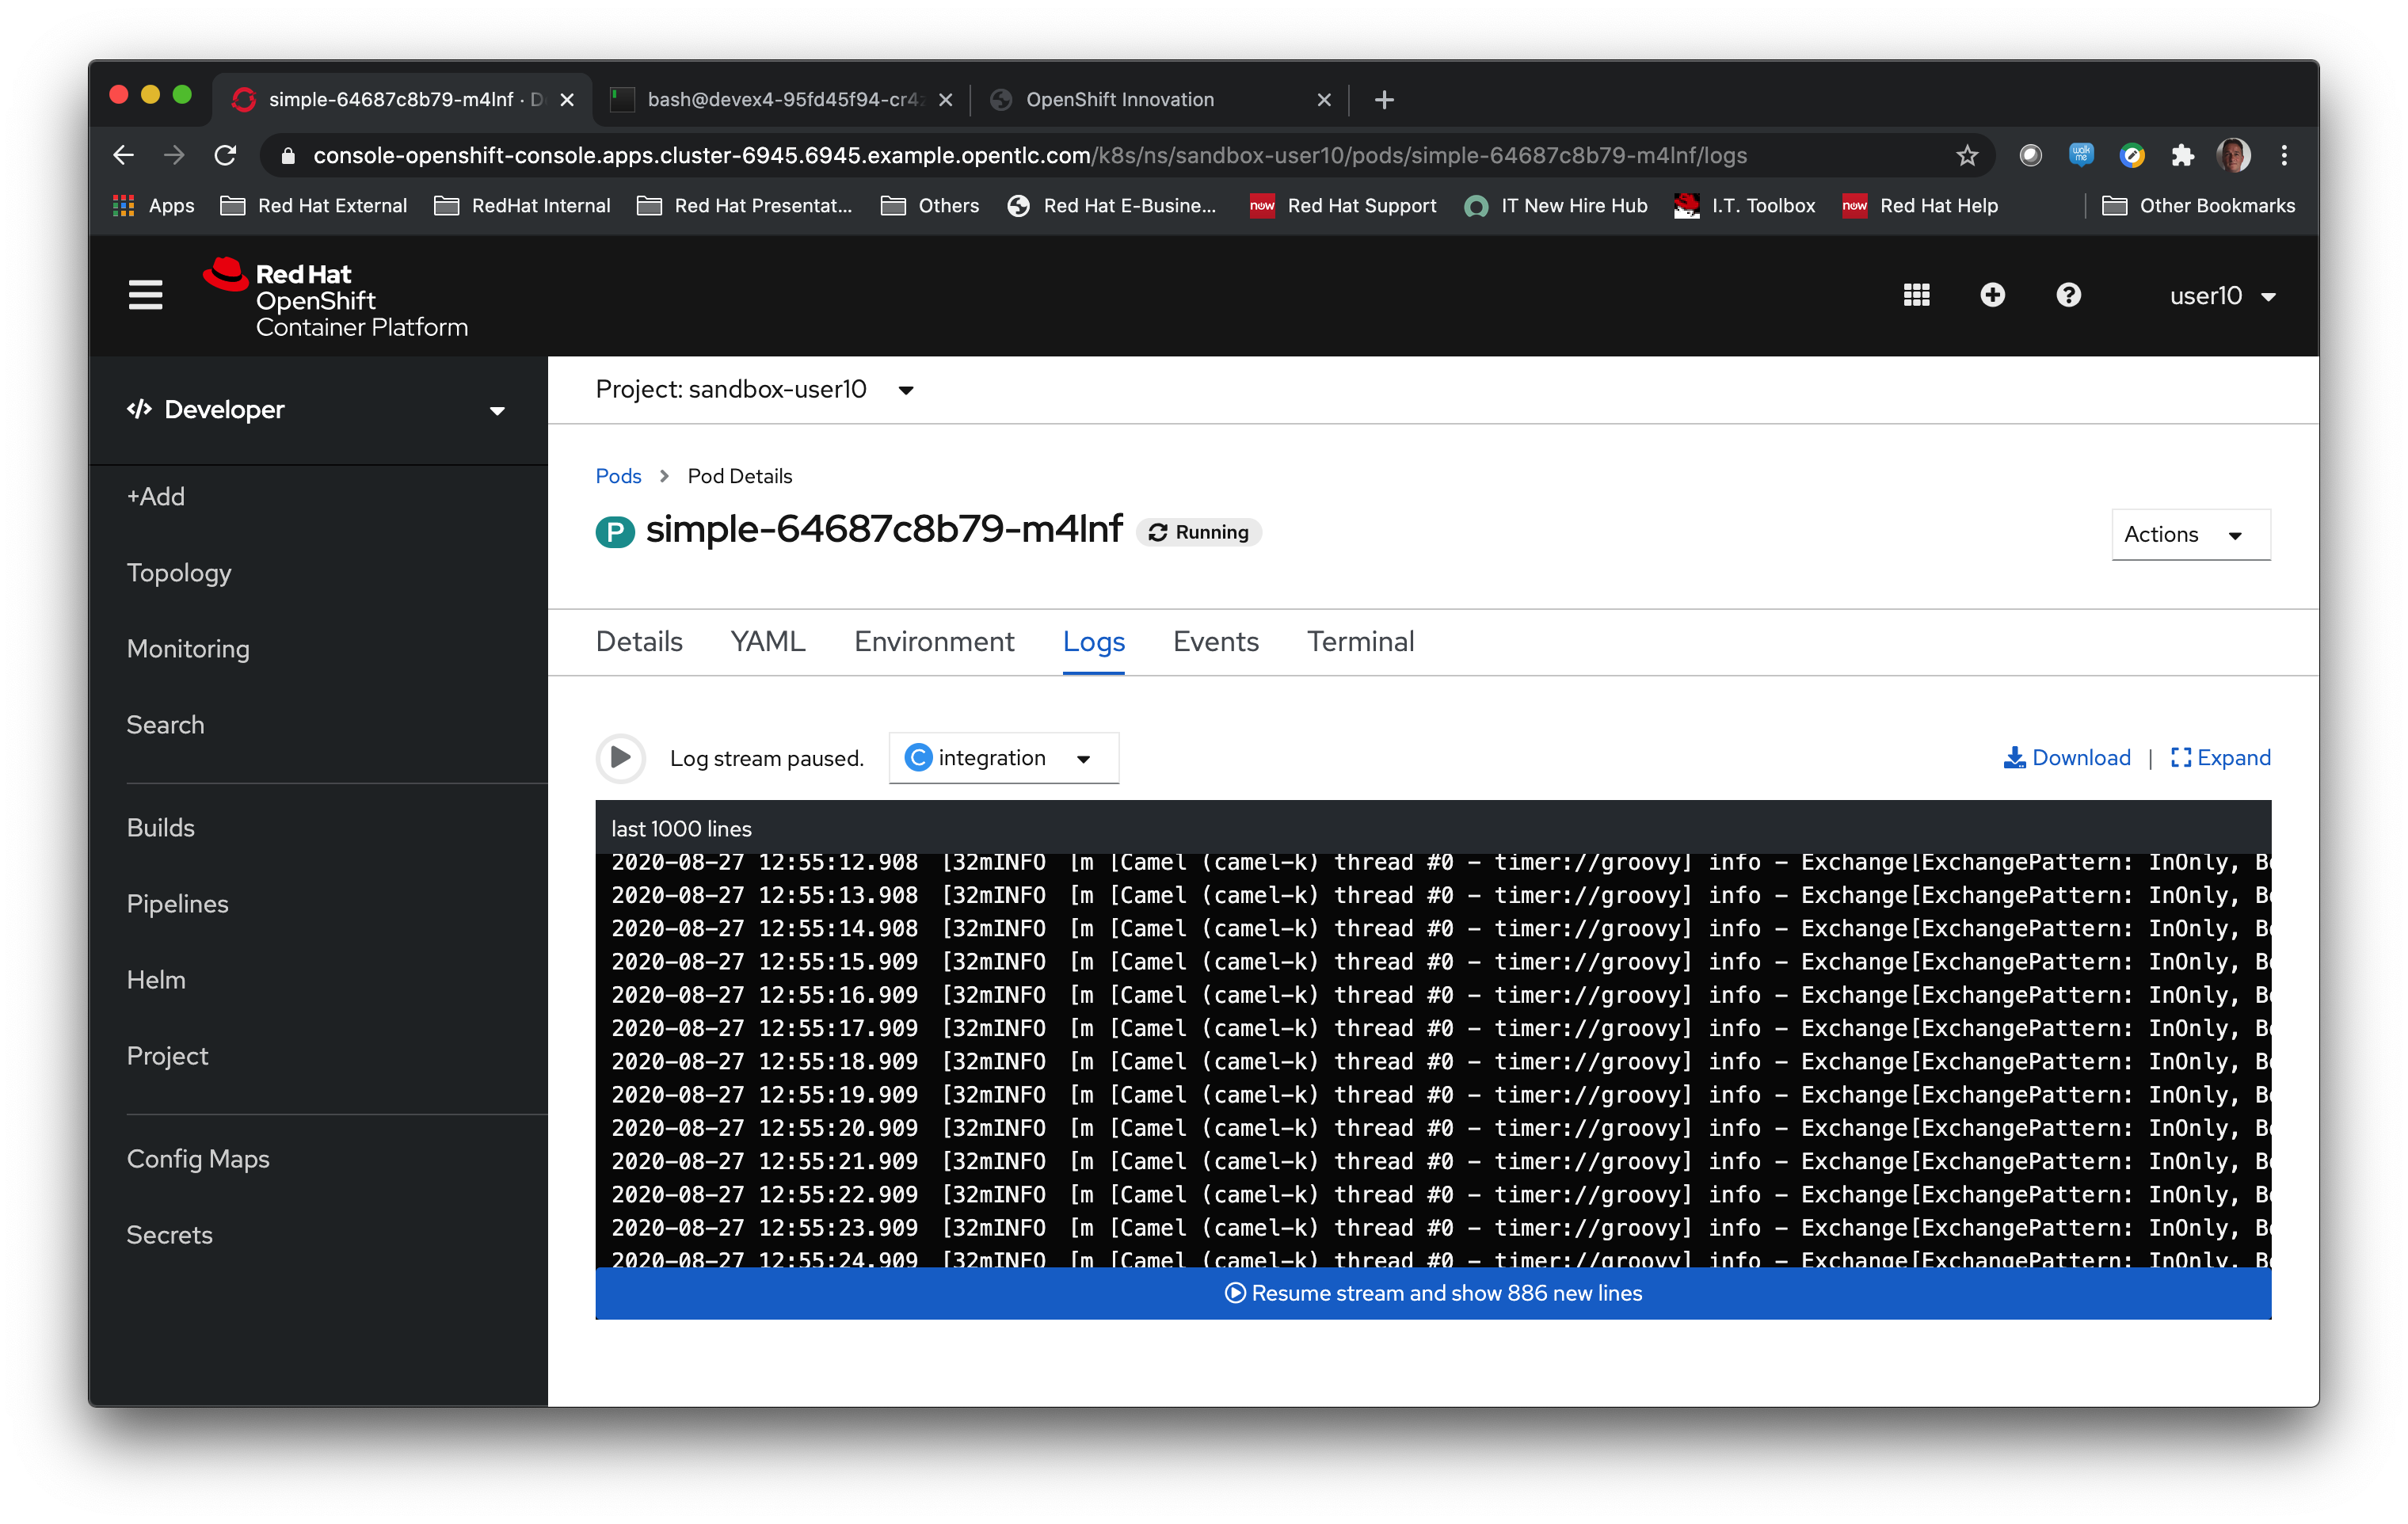 simple-64687c8b79-m4lnf · D
bash@devex4-95fd45f94-cr4
OpenShift Innovation
console-openshift-console.apps.cluster-6945.6945.example.opentlc.com/k8s/ns/sandbox-user10/pods/simple-64687c8b79-m4lnf/logs
Apps Red Hat External RedHat Internal Red Hat Presentat... Others Red Hat E-Busine... now Red Hat Support IT New Hire Hub I.T. Toolbox now Red Hat Help Other Bookmarks
Red Hat
OpenShift
Container Platform
user10
Developer
+Add
Topology
Monitoring
Search
Builds
Pipelines
Helm
Project
Config Maps
Secrets
Project: sandbox-user10
Pods Pod Details
P simple-64687c8b79-m4lnf Running
Actions
Details YAML Environment Logs Events Terminal
Log stream paused. C integration Download | Expand
last 1000 lines
2020-08-27 12:55:12.908 [32mINFO [m [Camel (camel-k) thread #0 - timer://groovy] info - Exchange[ExchangePattern: InOnly,
2020-08-27 12:55:13.908 [32mINFO [m [Camel (camel-k) thread #0 - timer://groovy] info - Exchange[ExchangePattern: InOnly,
2020-08-27 12:55:14.908 [32mINFO [m [Camel (camel-k) thread #0 - timer://groovy] info - Exchange[ExchangePattern: InOnly,
2020-08-27 12:55:15.909 [32mINFO [m [Camel (camel-k) thread #0 - timer://groovy] info - Exchange[ExchangePattern: InOnly,
2020-08-27 12:55:16.909 [32mINFO [m [Camel (camel-k) thread #0 - timer://groovy] info - Exchange[ExchangePattern: InOnly,
2020-08-27 12:55:17.909 [32mINFO [m [Camel (camel-k) thread #0 - timer://groovy] info - Exchange[ExchangePattern: InOnly,
2020-08-27 12:55:18.909 [32mINFO [m [Camel (camel-k) thread #0 - timer://groovy] info - Exchange[ExchangePattern: InOnly,
2020-08-27 12:55:19.909 [32mINFO [m [Camel (camel-k) thread #0 - timer://groovy] info - Exchange[ExchangePattern: InOnly,
2020-08-27 12:55:20.909 [32mINFO [m [Camel (camel-k) thread #0 - timer://groovy] info - Exchange[ExchangePattern: InOnly,
2020-08-27 12:55:21.909 [32mINFO [m [Camel (camel-k) thread #0 - timer://groovy] info - Exchange[ExchangePattern: InOnly,
2020-08-27 12:55:22.909 [32mINFO [m [Camel (camel-k) thread #0 - timer://groovy] info - Exchange[ExchangePattern: InOnly,
2020-08-27 12:55:23.909 [32mINFO [m [Camel (camel-k) thread #0 - timer://groovy] info - Exchange[ExchangePattern: InOnly,
2020-08-27 12:55:24.909 [32mINFO [m [Camel (camel-k) thread #0 - timer://groovy] info - Exchange[ExchangePattern: InOnly,
Resume stream and show 886 new lines